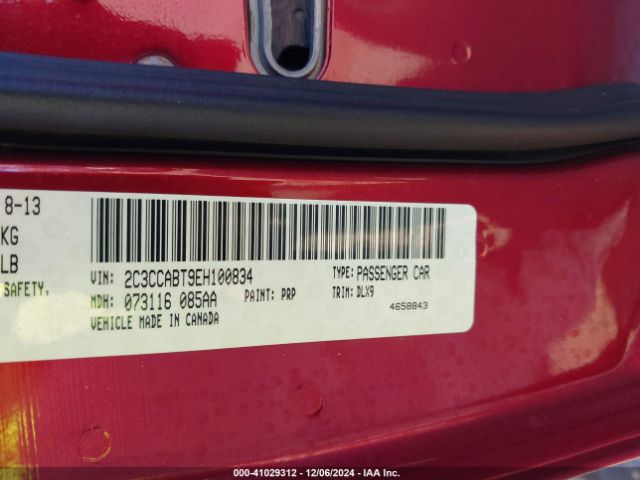 8-13
KG
LB
SAFETY,
VIN: 2C3CCABT9EH100834
TYPE: PASSENGER CAR
MDH: 073116 085AA
PAINT: PRP
TRIM: DLX9
VEHICLE MADE IN CANADA
4658843
000-41029312 - 12/06/2024 - IAA Inc.